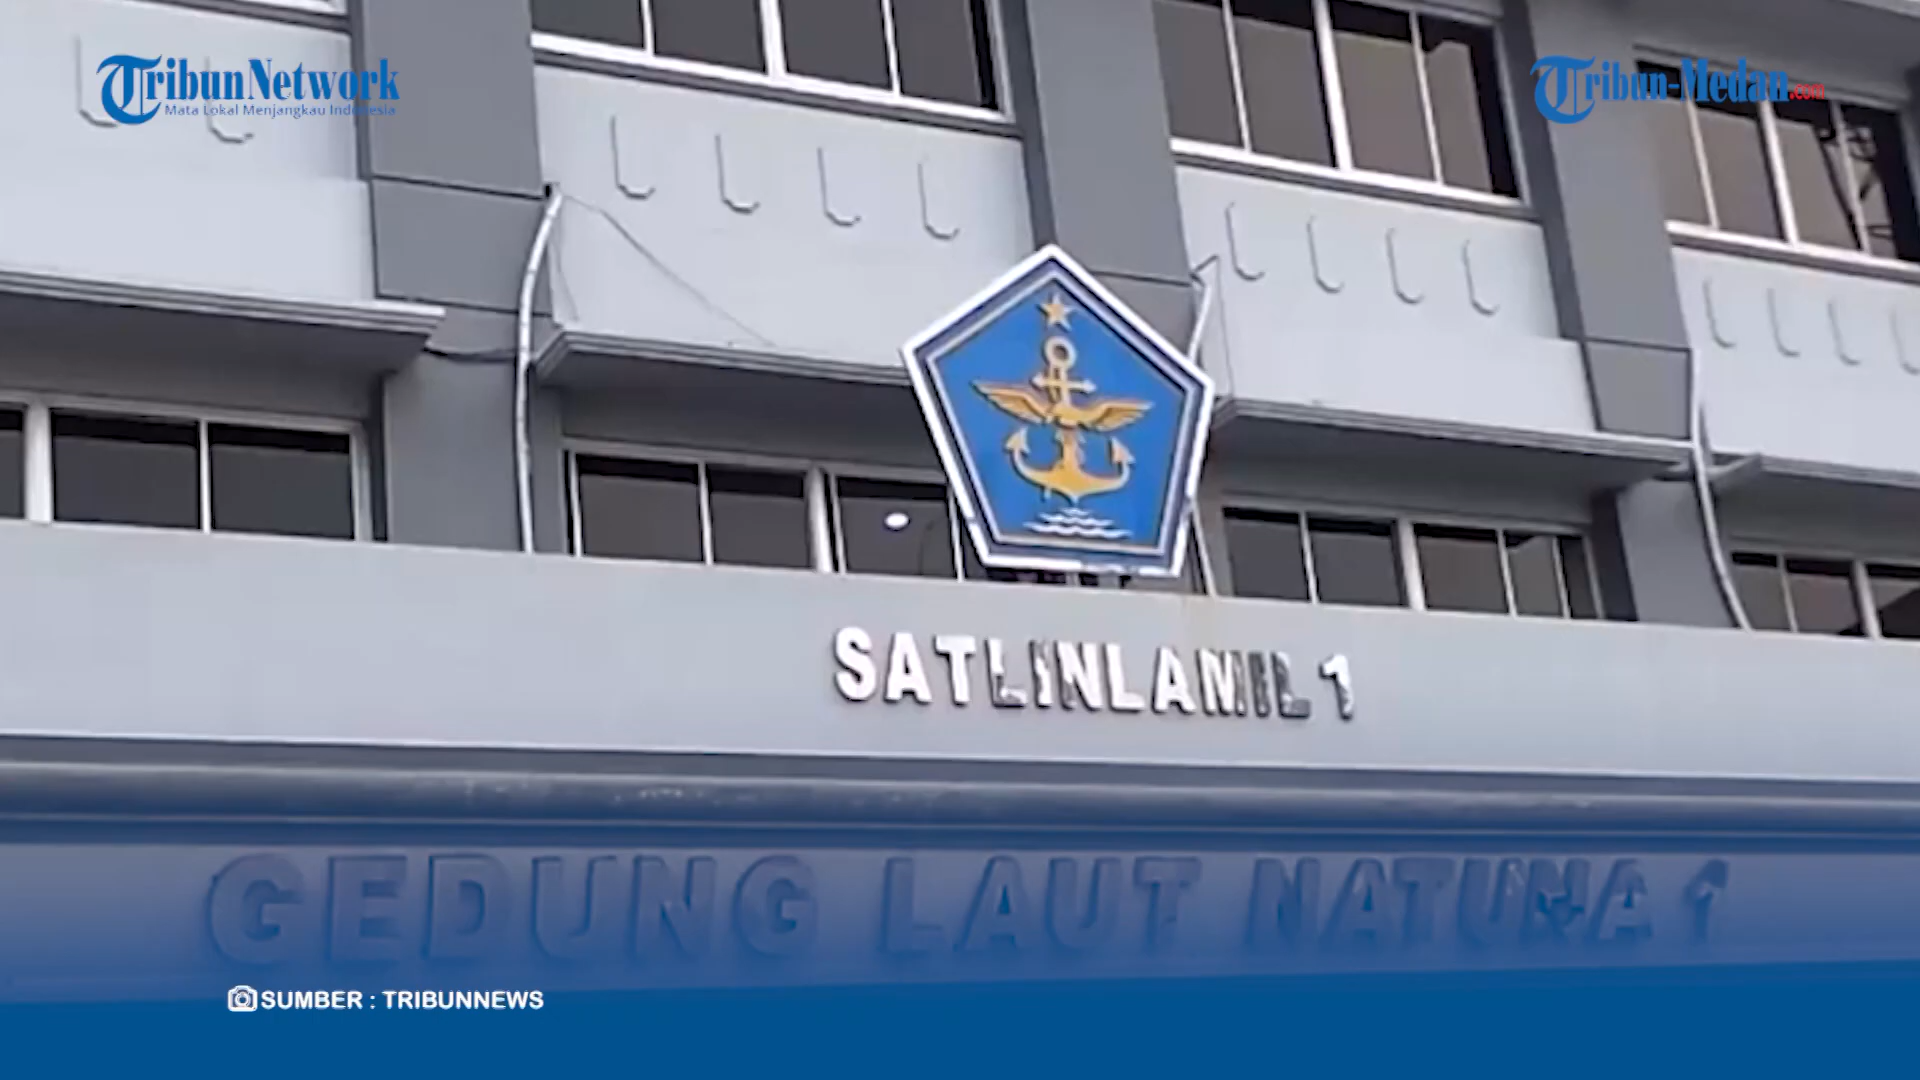 TribunNetwork
Mata Lokal Menjangkau Indonesia
Tribun-Medan.com
SATLINLAMIL 1
GEDUNG LAUT NATUNA 1
SUMBER : TRIBUNNEWS